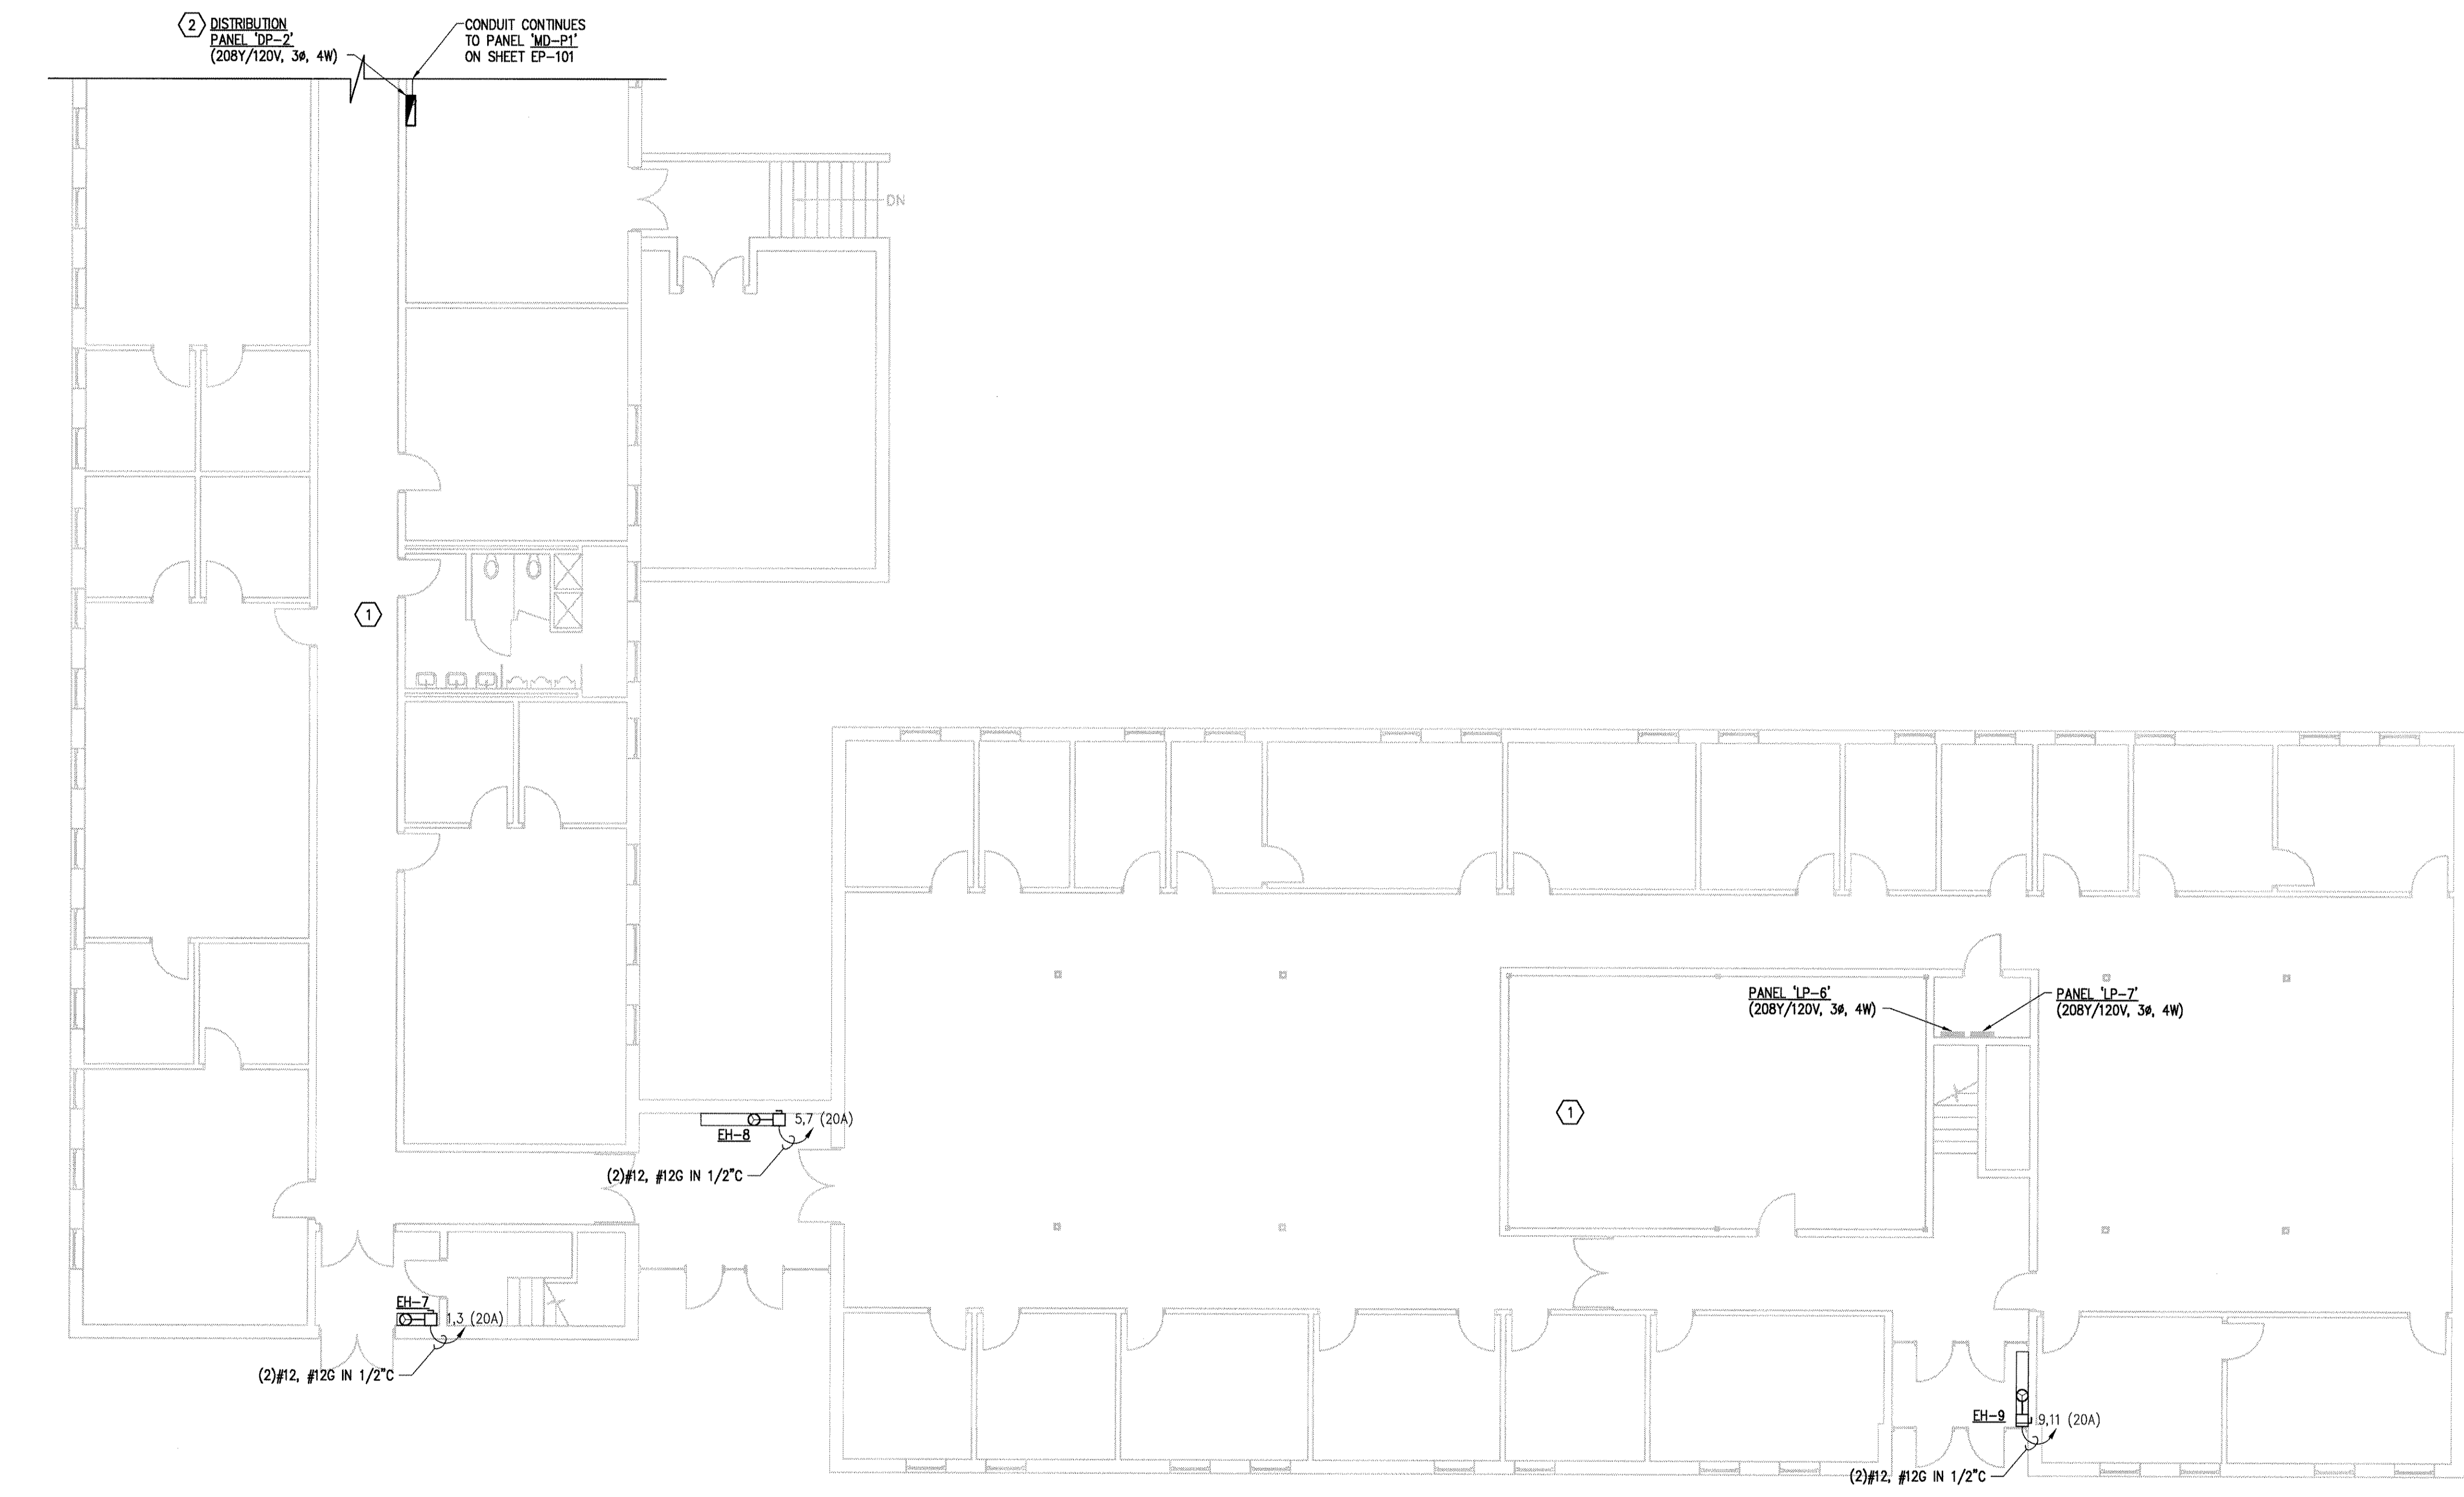 2 DISTRIBUTION
PANEL 'DP-2'
(208Y/120V, 3ø, 4W)
CONDUIT CONTINUES
TO PANEL 'MD-P1'
ON SHEET EP-101
DN
1
PANEL 'LP-6'
(208Y/120V, 3ø, 4W)
PANEL 'LP-7'
(208Y/120V, 3ø, 4W)
1
5,7 (20A)
EH-8
(2)#12, #12G IN 1/2"C
EH-7
1,3 (20A)
(2)#12, #12G IN 1/2"C
EH-9
9,11 (20A)
(2)#12, #12G IN 1/2"C